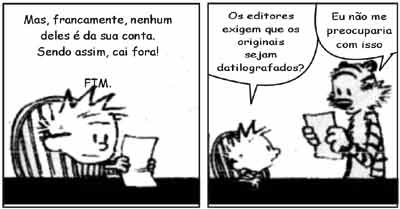 Mas, francamente, nenhum
deles é da sua conta.
Sendo assim, cai fora!
FIM.
Os editores
exigem que os
originais
sejam
datilografados?
Eu não me
preocuparia
com isso